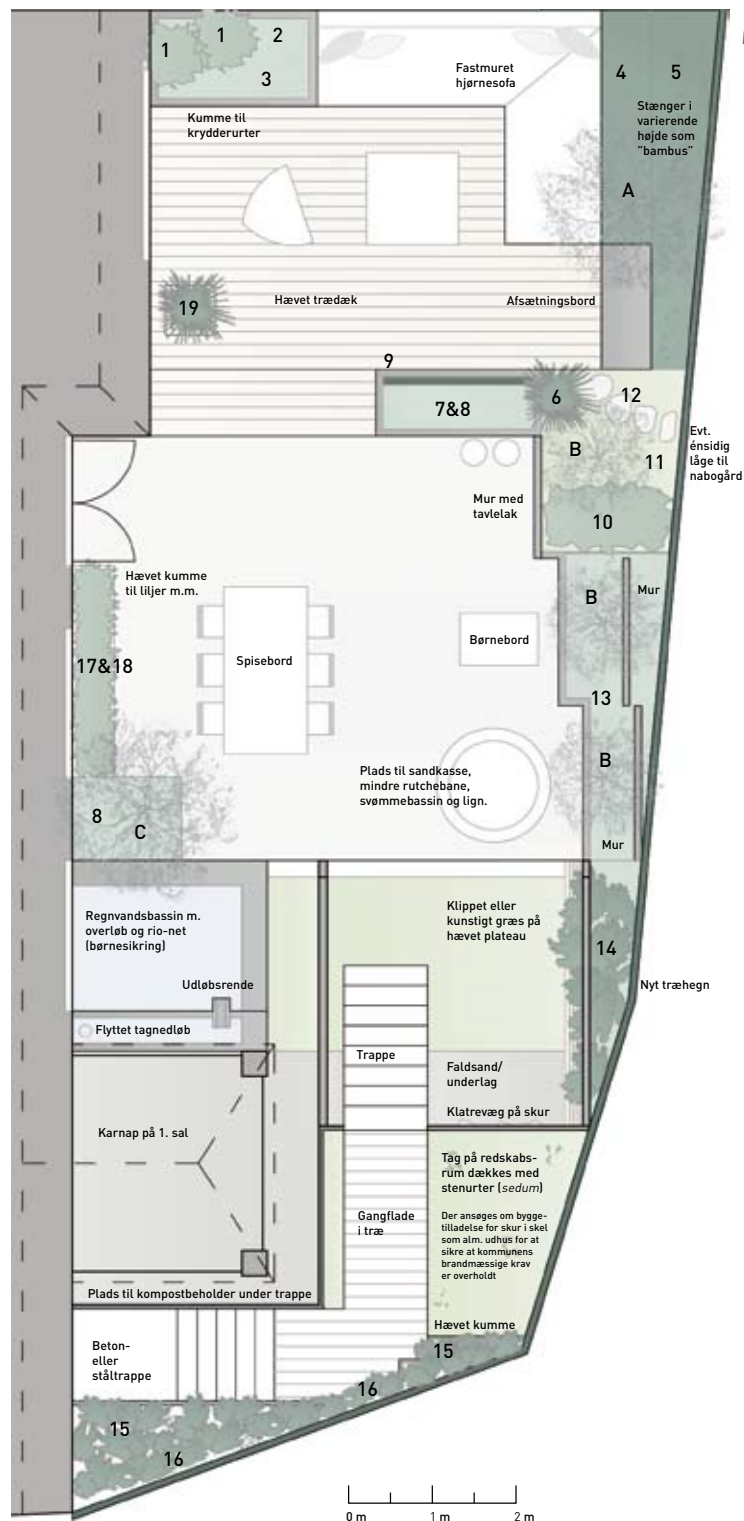 1
1
2
3
4
5
Fastmuret
hjørnesofa
Kumme til
krydderurter
Stænger i
varierende
højde som
”bambus”
A
19
Hævet trædæk
Afsætningsbord
9
7&8
6
12
B
11
Evt.
énsidig
låge til
nabogård
10
Mur med
tavlelak
Hævet kumme
til liljer m.m.
B
Mur
Spisebord
Børnebord
17&18
13
B
Plads til sandkasse,
mindre rutchebane,
svømmebassin og lign.
8
C
Mur
Regnvandsbassin m.
overløb og rio-net
(børnesikring)
Klippet eller
kunstigt græs på
hævet plateau
14
Udløbsrende
Nyt træhegn
Flyttet tagnedløb
Trappe
Faldsand/
underlag
Klatrevæg på skur
Karnap på 1. sal
Tag på redskabs-
rum dækkes med
stenurter (sedum)
Gangflade
i træ
Der ansøges om bygge-
tilladelse for skur i skel
som alm. udhus for at
sikre at kommunens
brandmæssige krav
er overholdt
Plads til kompostbeholder under trappe
Hævet kumme
Beton-
eller
ståltrappe
15
16
15
16
0 m
1 m
2 m